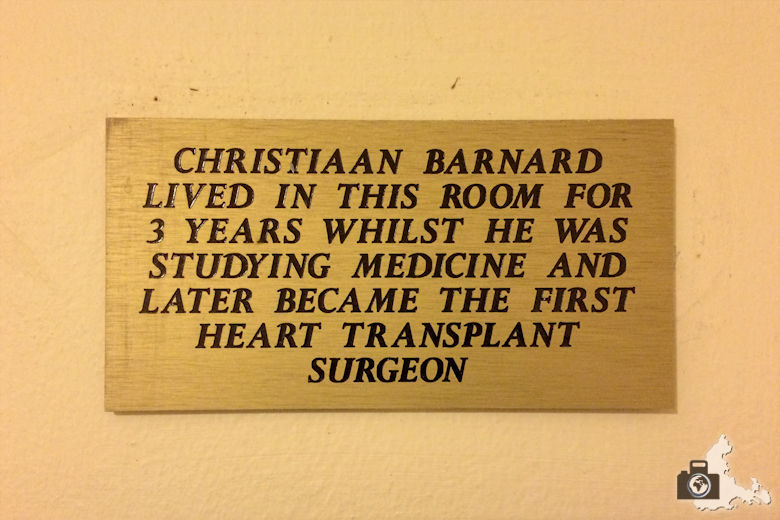 CHRISTIAAN BARNARD
LIVED IN THIS ROOM FOR
3 YEARS WHILST HE WAS
STUDYING MEDICINE AND
LATER BECAME THE FIRST
HEART TRANSPLANT
SURGEON